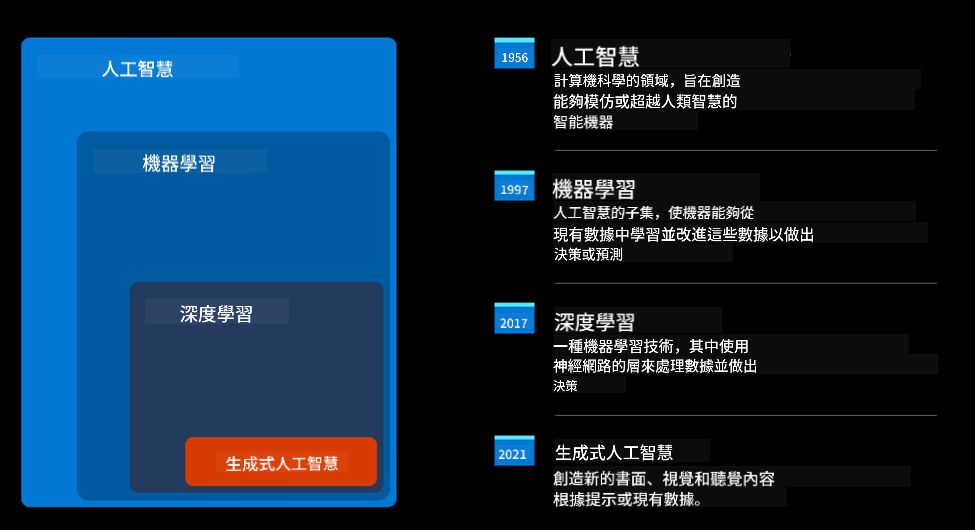 人工智慧
機器學習
深度學習
生成式人工智慧
1956
人工智慧
計算機科學的領域，旨在創造
能夠模仿或超越人類智慧的
智能機器
1997
機器學習
人工智慧的子集，使機器能夠從
現有數據中學習並改進這些數據以做出
決策或預測
2017
深度學習
一種機器學習技術，其中使用
神經網路的層來處理數據並做出
決策
2021
生成式人工智慧
創造新的書面、視覺和聽覺內容
根據提示或現有數據。